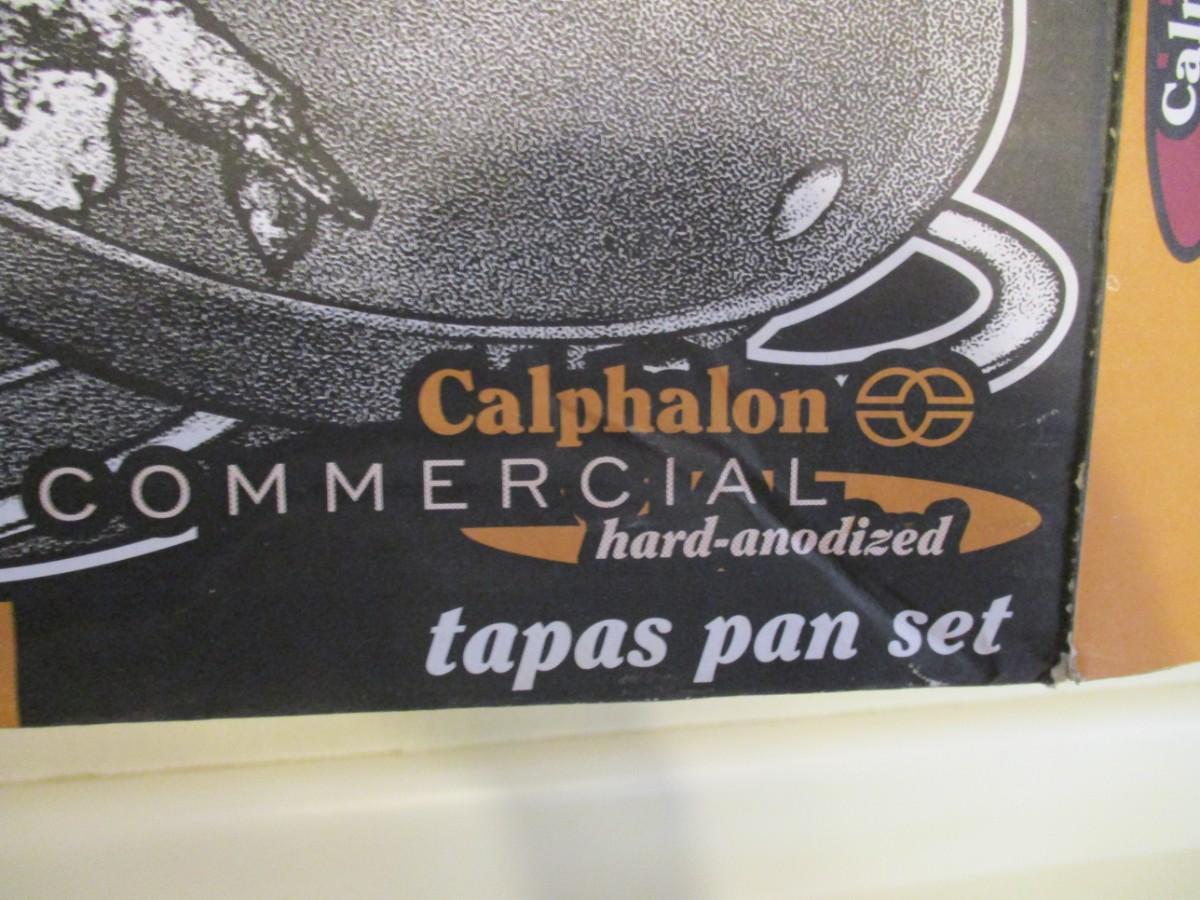 Calphalon
COMMERCIAL
hard-anodized
tapas pan set